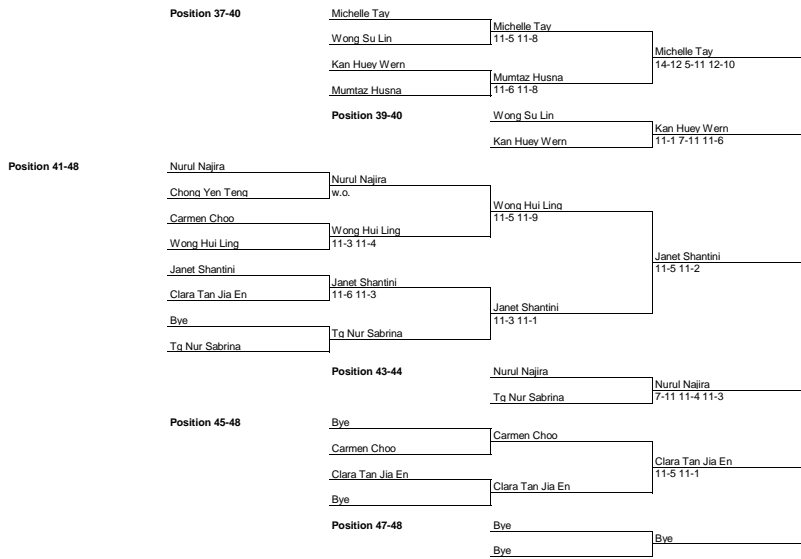 Position 37-40
Michelle Tay
Michelle Tay
Wong Su Lin
11-5 11-8
Michelle Tay
Kan Huey Wern
14-12 5-11 12-10
Mumtaz Husna
Mumtaz Husna
11-6 11-8
Position 39-40
Wong Su Lin
Kan Huey Wern
Kan Huey Wern
11-1 7-11 11-6
Position 41-48
Nurul Najira
Nurul Najira
Chong Yen Teng
w.o.
Wong Hui Ling
Carmen Choo
11-5 11-9
Wong Hui Ling
Wong Hui Ling
11-3 11-4
Janet Shantini
Janet Shantini
11-5 11-2
Janet Shantini
Clara Tan Jia En
11-6 11-3
Janet Shantini
Bye
11-3 11-1
Tg Nur Sabrina
Tg Nur Sabrina
Position 43-44
Nurul Najira
Nurul Najira
Tg Nur Sabrina
7-11 11-4 11-3
Position 45-48
Bye
Carmen Choo
Carmen Choo
Clara Tan Jia En
Clara Tan Jia En
11-5 11-1
Clara Tan Jia En
Bye
Position 47-48
Bye
Bye
Bye